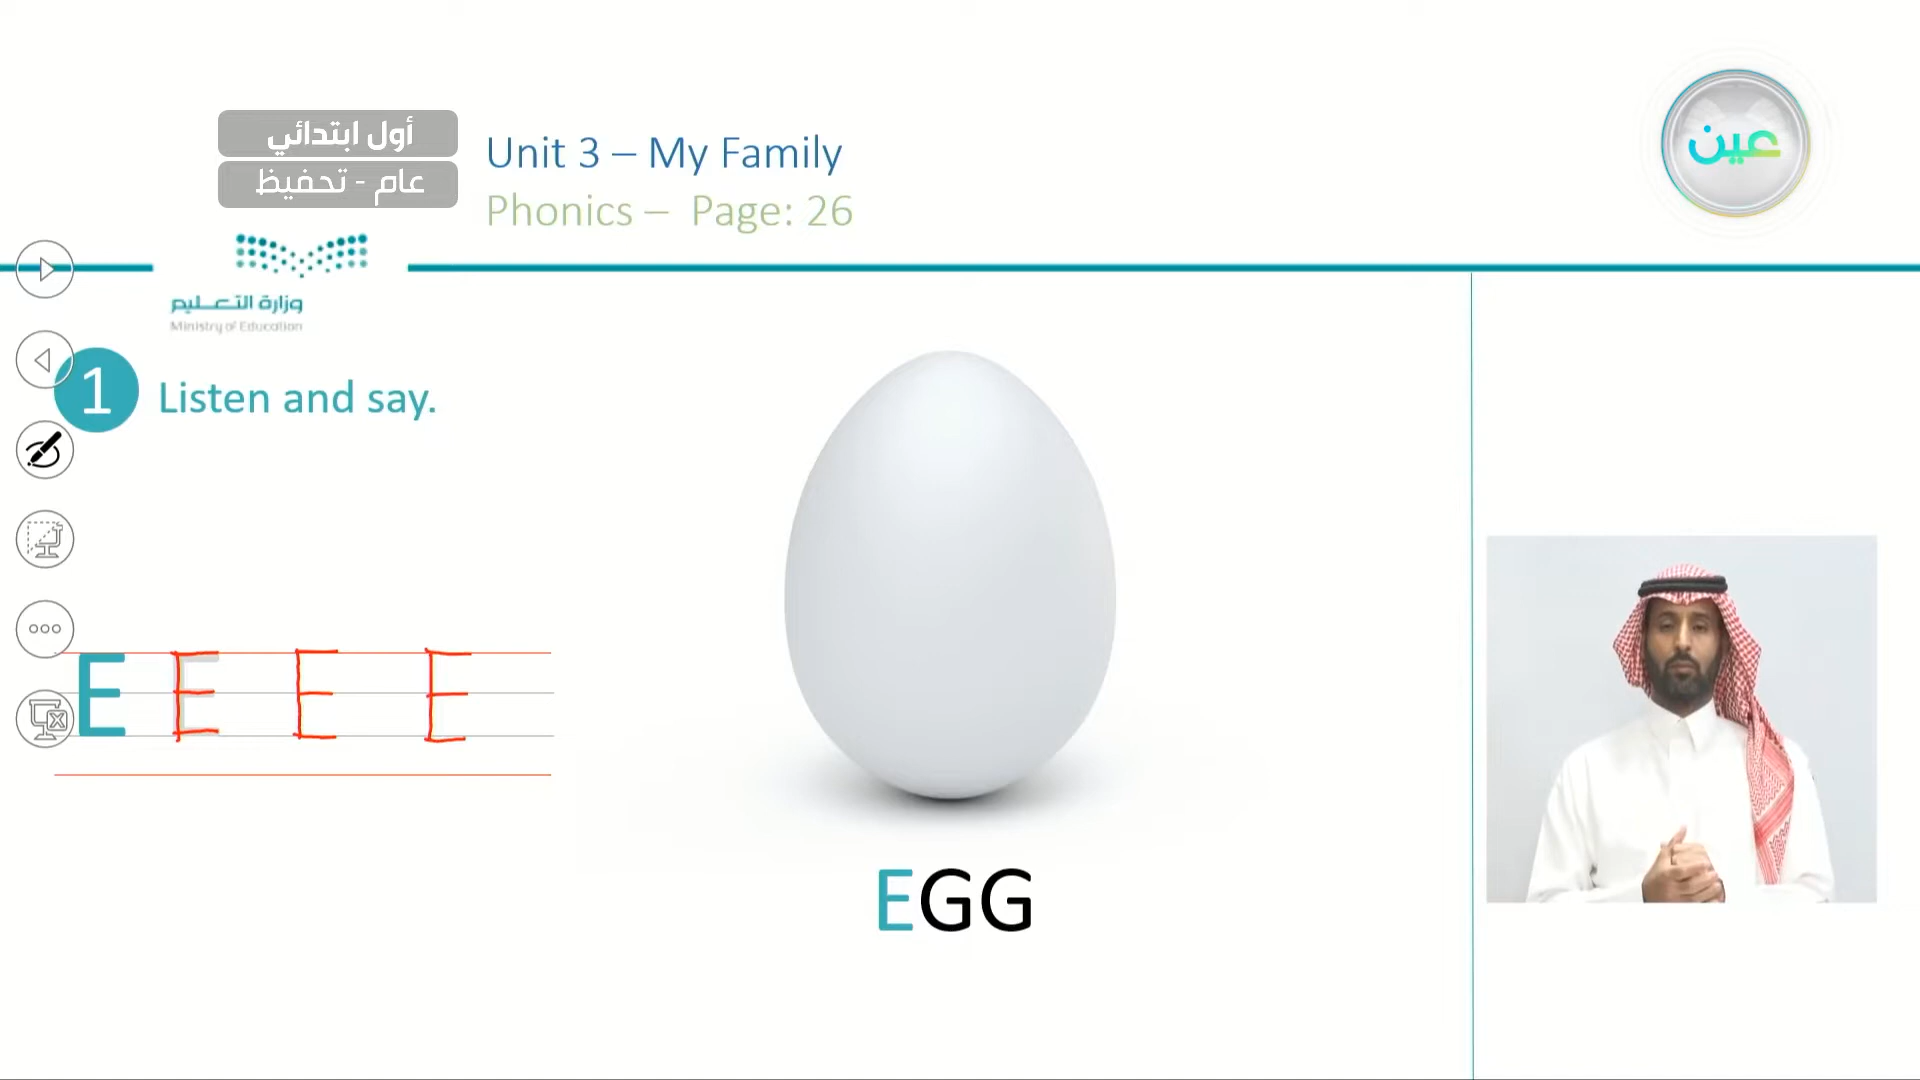 أول ابتدائي
عام - تحفيظ
Unit 3 – My Family
Phonics – Page: 26
عين
وزارة التعليم
Ministry of Education
1 Listen and say.
E E E E
EGG